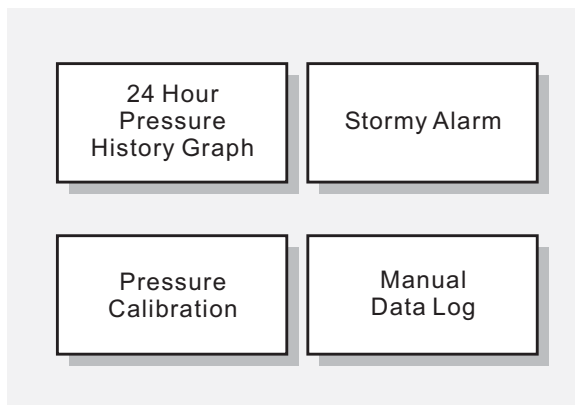 24 Hour
Pressure
History Graph
Stormy Alarm
Pressure
Calibration
Manual
Data Log